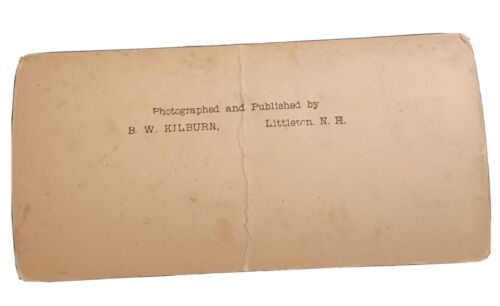 Photographed and Published by
B. W. KILBURN, Littleton. N. H.